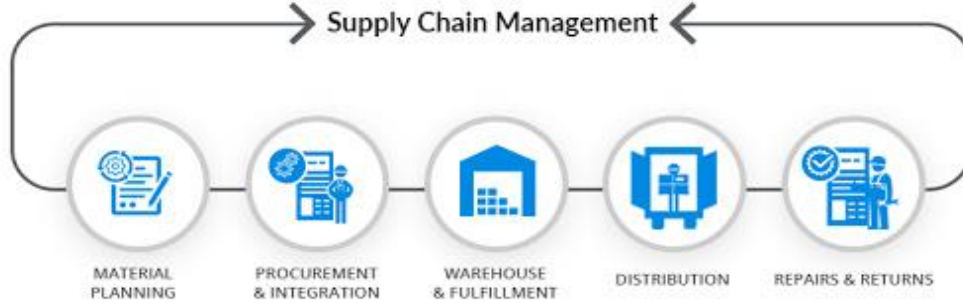 Supply Chain Management
MATERIAL
PLANNING
PROCUREMENT
& INTEGRATION
WAREHOUSE
& FULFILLMENT
DISTRIBUTION
REPAIRS & RETURNS